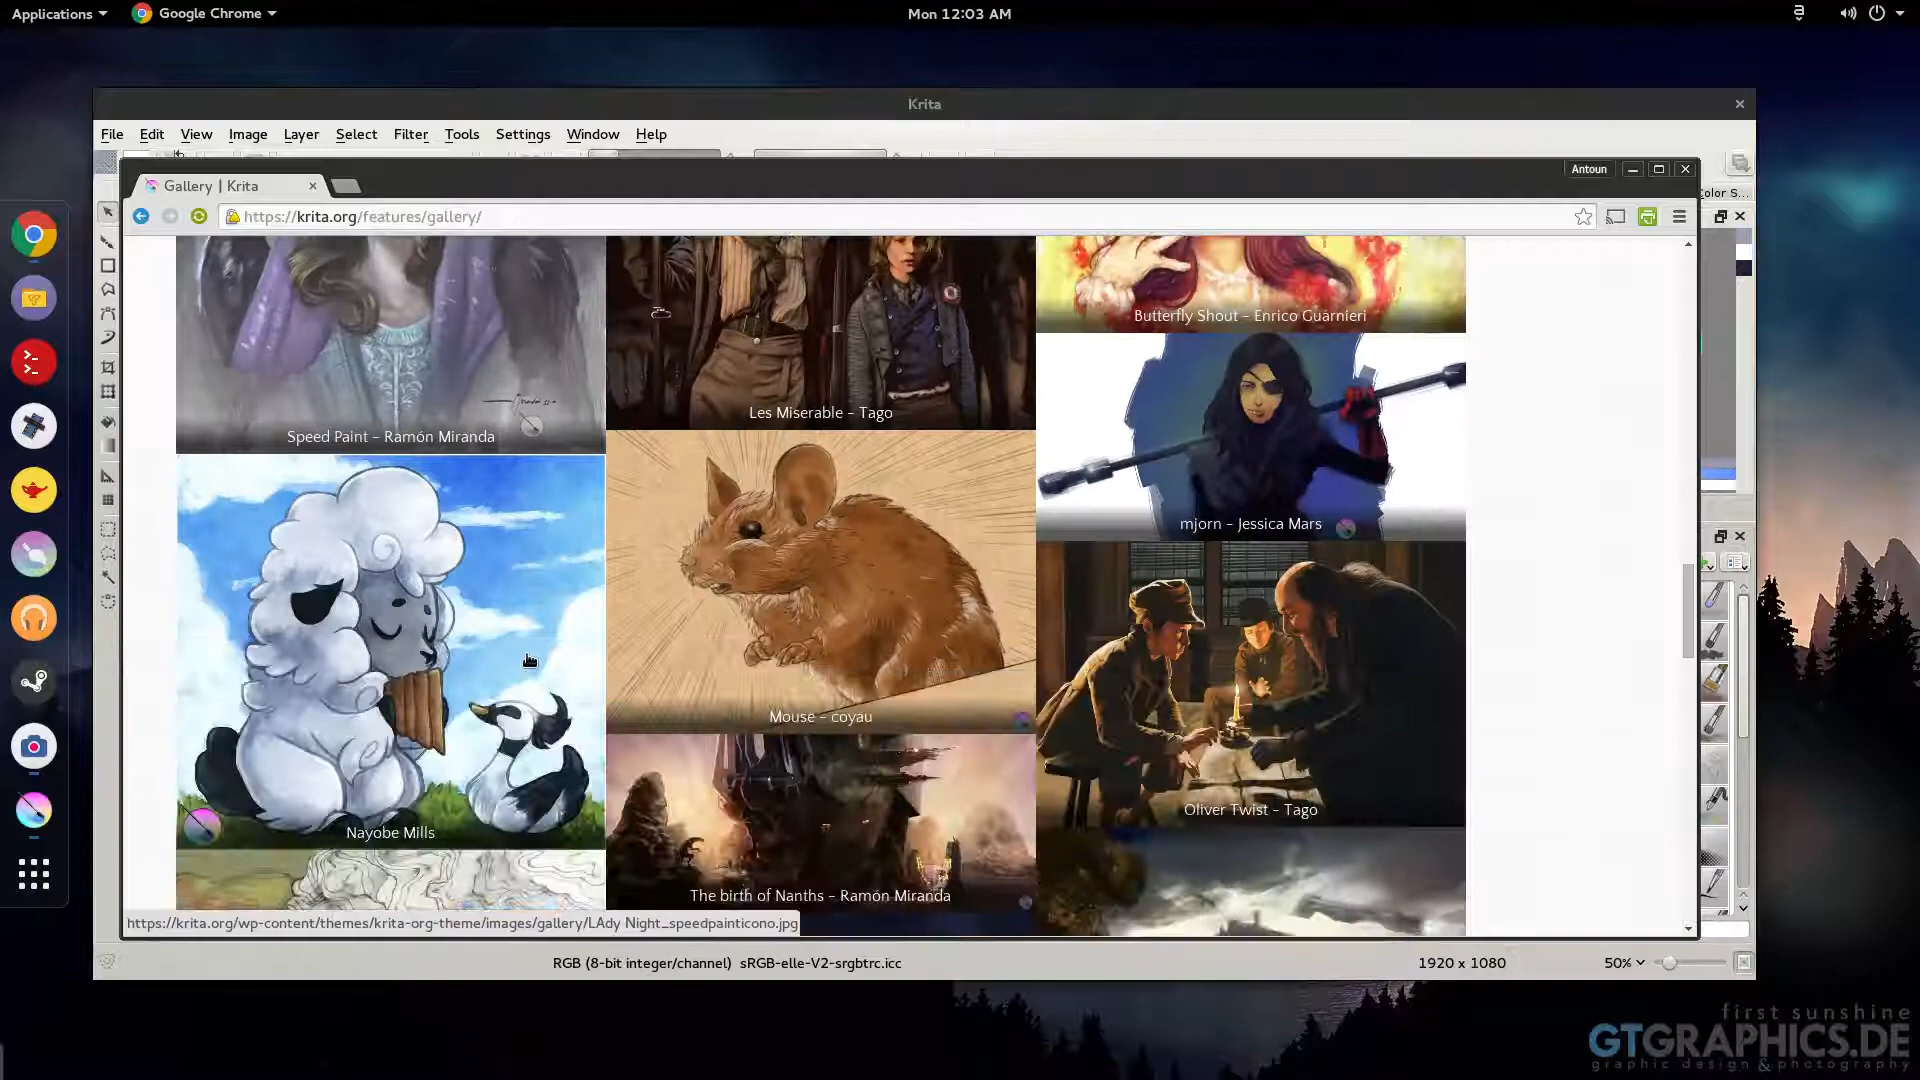 Applications Google Chrome Mon 12:03 AM
Krita
File Edit View Image Layer Select Filter Tools Settings Window Help
Antoun
Gallery | Krita
Color S...
https://krita.org/features/gallery/
Butterfly Shout - Enrico Guarnieri
Les Miserable - Tago
Speed Paint - Ramón Miranda
mjorn - Jessica Mars
Mouse - coyau
Oliver Twist - Tago
Nayobe Mills
The birth of Nanths - Ramón Miranda
https://krita.org/wp-content/themes/krita-org-theme/images/gallery/LAdy Night_speedpainticono.jpg
RGB (8-bit integer/channel) sRGB-elle-V2-srgbtrc.icc 1920 x 1080 50%
first sunshine
GTGRAPHICS.DE
graphic design & photography